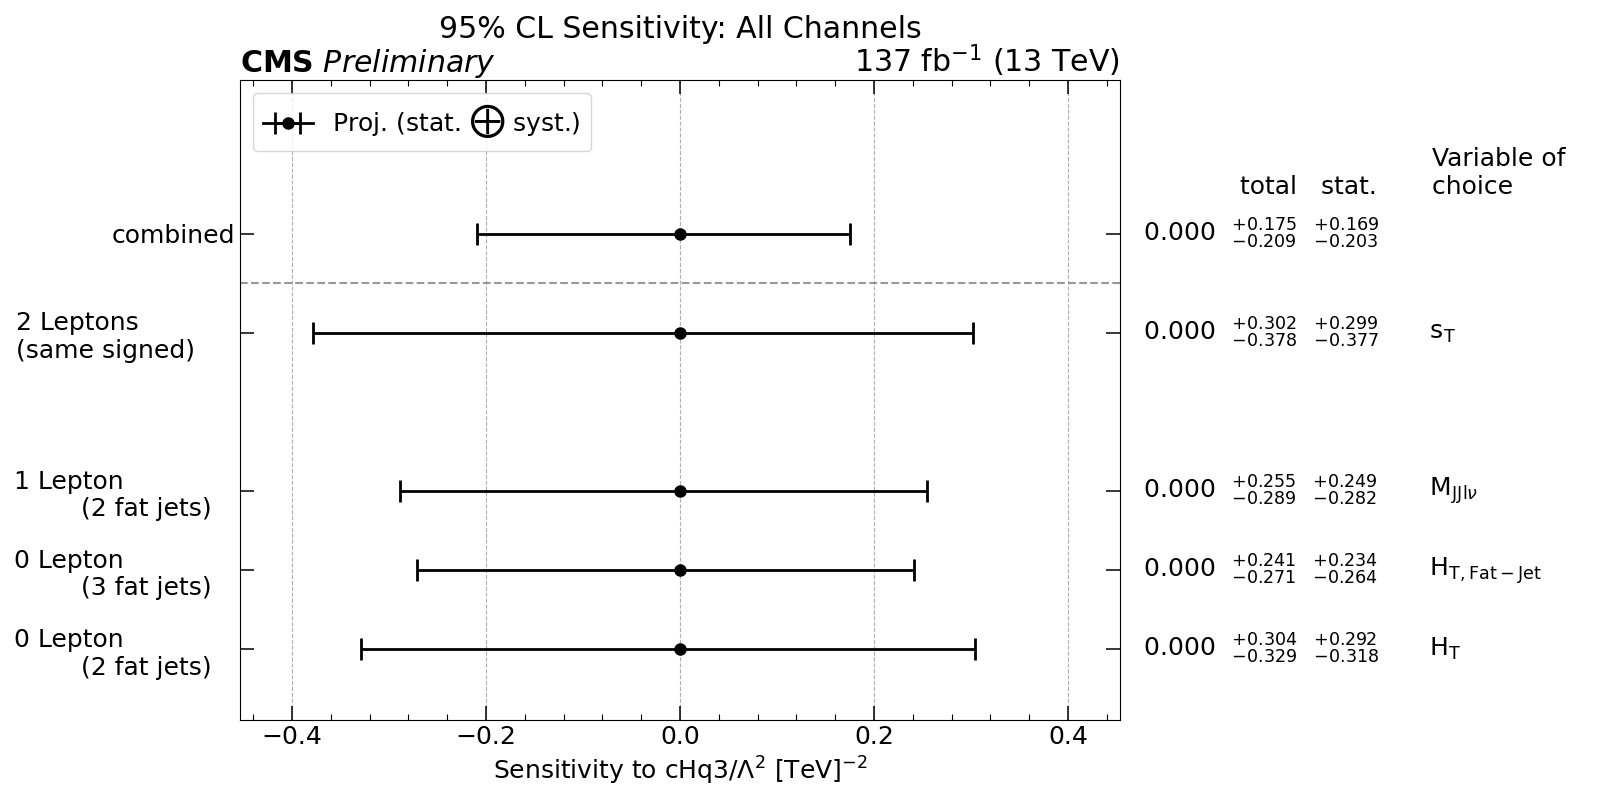 95% CL Sensitivity: All Channels
CMS Preliminary 137 fb⁻¹ (13 TeV)
Proj. (stat. ⊕ syst.)
Variable of
total stat. choice
combined 0.000 +0.175 −0.209 +0.169 −0.203
2 Leptons
(same signed) 0.000 +0.302 −0.378 +0.299 −0.377 s_T
1 Lepton
(2 fat jets) 0.000 +0.255 −0.289 +0.249 −0.282 M_JJlν
0 Lepton
(3 fat jets) 0.000 +0.241 −0.271 +0.234 −0.264 H_T, Fat−Jet
0 Lepton
(2 fat jets) 0.000 +0.304 −0.329 +0.292 −0.318 H_T
−0.4 −0.2 0.0 0.2 0.4
Sensitivity to cHq3/Λ² [TeV]⁻²